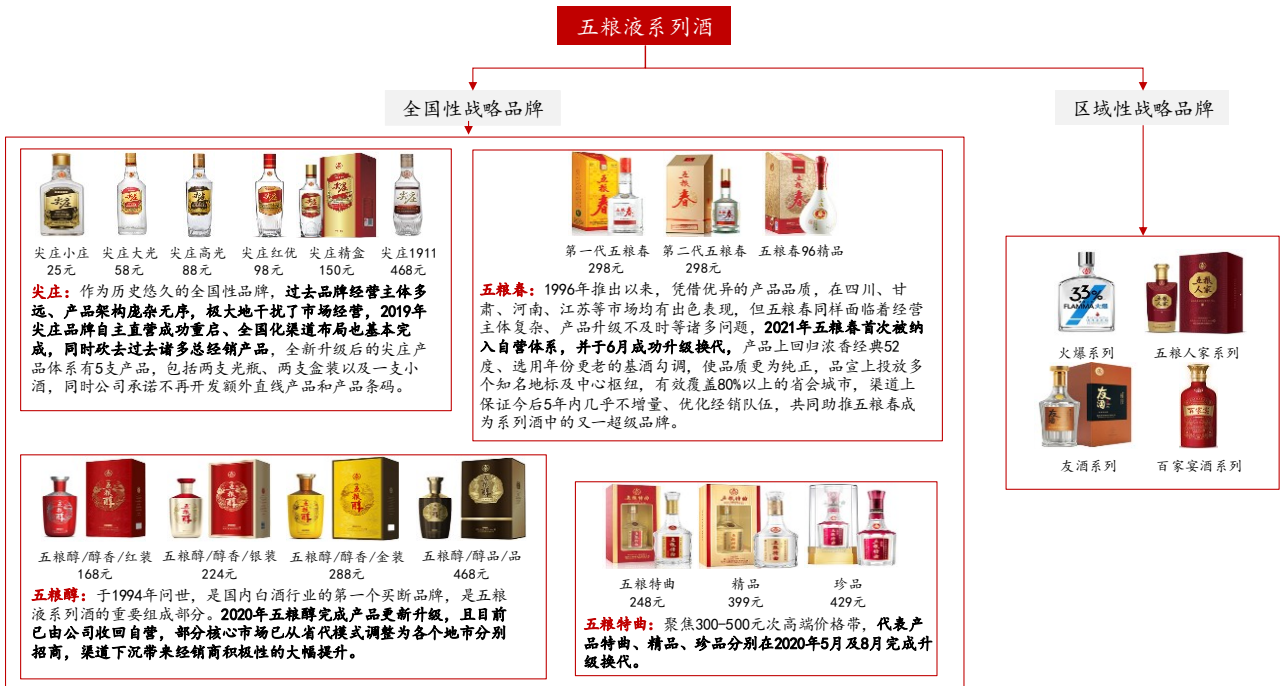 五粮液系列酒
全国性战略品牌
区域性战略品牌
尖庄小庄 尖庄大光 尖庄高光 尖庄红优 尖庄精盒 尖庄1911
25元 58元 88元 98元 150元 468元
尖庄：作为历史悠久的全国性品牌，过去品牌经营主体多
远、产品架构庞杂无序，极大地干扰了市场经营，2019年
尖庄品牌自主直营成功重启、全国化渠道布局也基本完
成，同时砍去过去诸多总经销产品，全新升级后的尖庄产
品体系有5支产品，包括两支光瓶、两支盒装以及一支小
酒，同时公司承诺不再开发额外直线产品和产品条码。
第一代五粮春 第二代五粮春 五粮春96精品
298元 298元
五粮春：1996年推出以来，凭借优异的产品品质，在四川、甘
肃、河南、江苏等市场均有出色表现，但五粮春同样面临着经营
主体复杂、产品升级不及时等诸多问题，2021年五粮春首次被纳
入自营体系，并于6月成功升级换代，产品上回归浓香经典52
度、选用年份更老的基酒勾调，使品质更为纯正，品宣上投放多
个知名地标及中心枢纽，有效覆盖80%以上的省会城市，渠道上
保证今后5年内几乎不增量、优化经销队伍，共同助推五粮春成
为系列酒中的又一超级品牌。
33%
FLAMMA火爆
五粮人家
火爆系列 五粮人家系列
友酒
百家宴
友酒系列 百家宴酒系列
五粮醇/醇香/红装 五粮醇/醇香/银装 五粮醇/醇香/金装 五粮醇/醇品/品
168元 224元 288元 468元
五粮醇：于1994年问世，是国内白酒行业的第一个买断品牌，是五粮
液系列酒的重要组成部分。2020年五粮醇完成产品更新升级，且目前
已由公司收回自营，部分核心市场已从省代模式调整为各个地市分别
招商，渠道下沉带来经销商积极性的大幅提升。
五粮特曲 精品 珍品
248元 399元 429元
五粮特曲：聚焦300-500元次高端价格带，代表产
品特曲、精品、珍品分别在2020年5月及8月完成升
级换代。